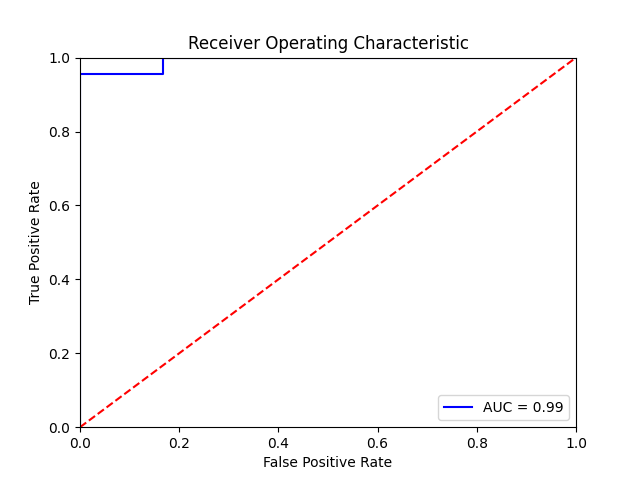 Receiver Operating Characteristic
1.0
0.8
0.6
0.4
0.2
0.0
True Positive Rate
AUC = 0.99
0.0 0.2 0.4 0.6 0.8 1.0
False Positive Rate